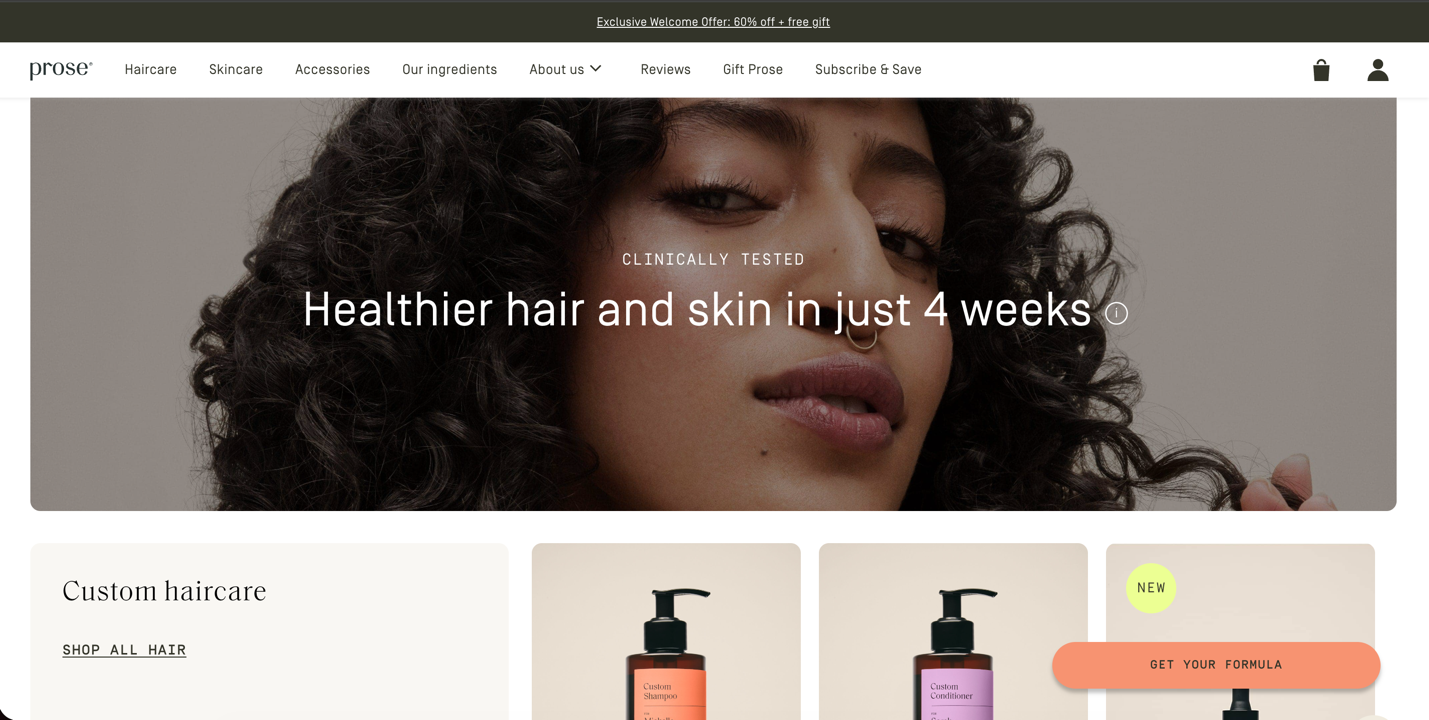 Exclusive Welcome Offer: 60% off + free gift
prose®
Haircare
Skincare
Accessories
Our ingredients
About us
Reviews
Gift Prose
Subscribe & Save
CLINICALLY TESTED
Healthier hair and skin in just 4 weeks i
Custom haircare
SHOP ALL HAIR
Custom
Shampoo
Custom
Conditioner
NEW
GET YOUR FORMULA